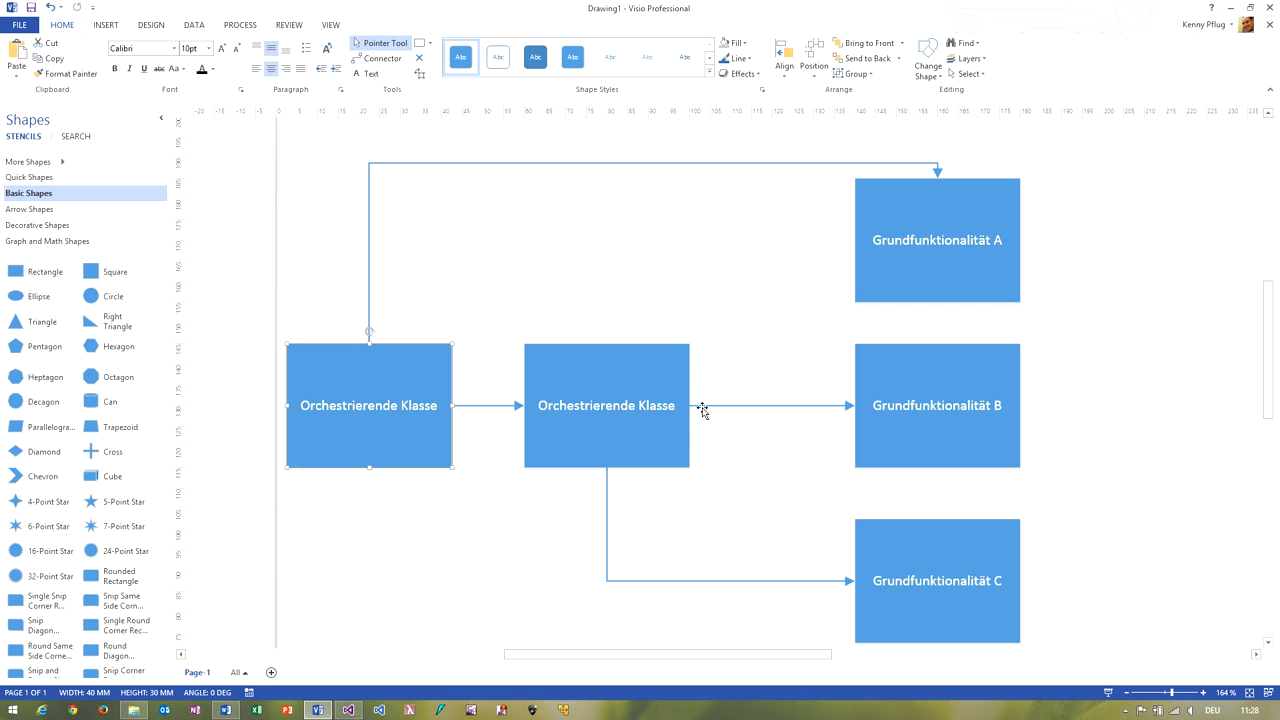 Drawing1 - Visio Professional
FILE HOME INSERT DESIGN DATA PROCESS REVIEW VIEW
Kenny Pflug
Paste
Cut
Copy
Format Painter
Clipboard
Calibri 10pt
Font
Paragraph
Pointer Tool
Connector
Text
Tools
Abc Abc Abc Abc Abc Abc Abc
Fill
Line
Effects
Shape Styles
Align
Position
Bring to Front
Send to Back
Group
Arrange
Change Shape
Find
Layers
Select
Editing
Shapes
STENCILS SEARCH
More Shapes
Quick Shapes
Basic Shapes
Arrow Shapes
Decorative Shapes
Graph and Math Shapes
Rectangle Square
Ellipse Circle
Triangle Right Triangle
Pentagon Hexagon
Heptagon Octagon
Decagon Can
Parallelogra... Trapezoid
Diamond Cross
Chevron Cube
4-Point Star 5-Point Star
6-Point Star 7-Point Star
16-Point Star 24-Point Star
32-Point Star Rounded Rectangle
Single Snip Corner R... Snip Same Side Corn...
Snip Diagon... Single Round Corner Rec...
Round Same Side Corne... Round Diagon...
Snip and Snip Corner
Grundfunktionalität A
Orchestrierende Klasse
Orchestrierende Klasse
Grundfunktionalität B
Grundfunktionalität C
Page-1 All
PAGE 1 OF 1 WIDTH: 40 MM HEIGHT: 30 MM ANGLE: 0 DEG
164 %
DEU 11:28